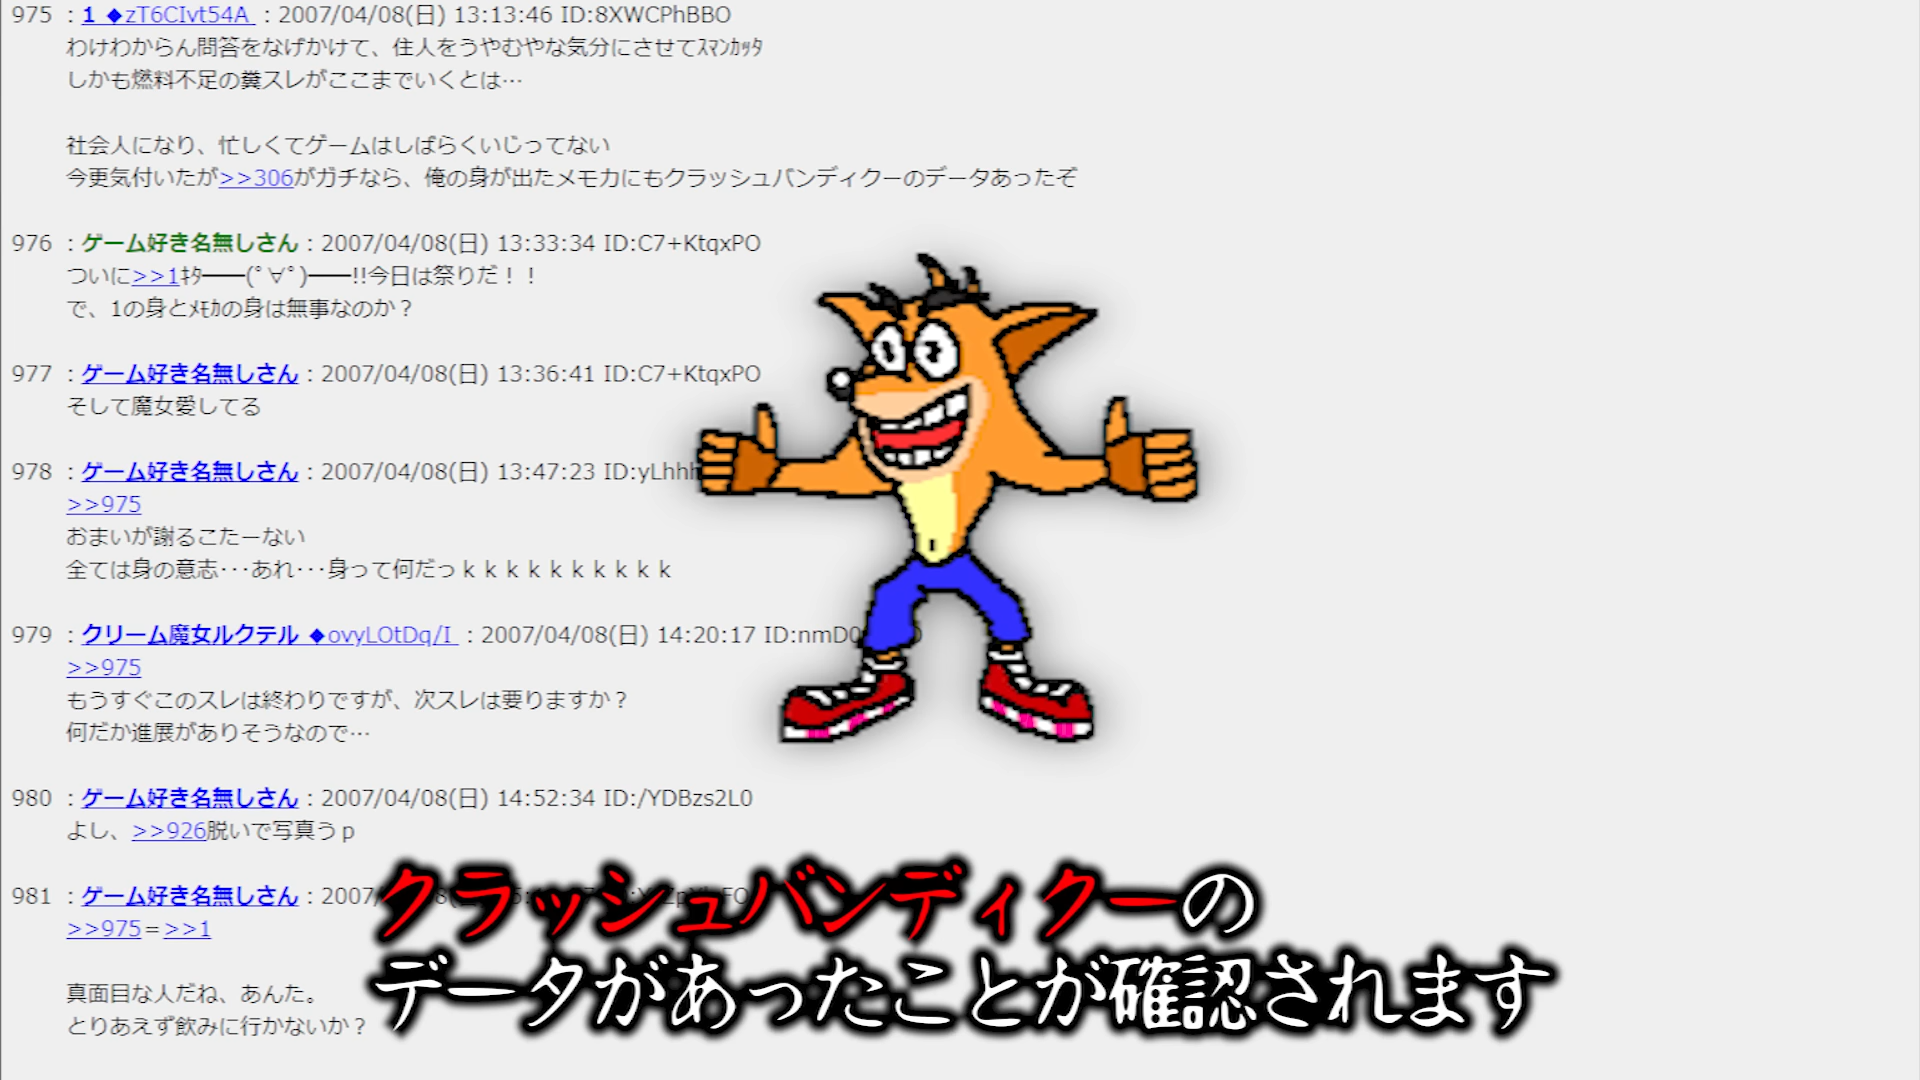 975 ：1 ◆zT6CIvt54A ：2007/04/08(日) 13:13:46 ID:8XWCPhBBO
わけわからん問答をなげかけて、住人をうやむやな気分にさせてｽﾏﾝｶｯﾀ
しかも燃料不足の糞スレがここまでいくとは…
社会人になり、忙しくてゲームはしばらくいじってない
今更気付いたが>>306がガチなら、俺の身が出たメモカにもクラッシュバンディクーのデータあったぞ
976 ：ゲーム好き名無しさん：2007/04/08(日) 13:33:34 ID:C7+KtqxPO
ついに>>1ｷﾀ━━(ﾟ∀ﾟ)━━!!今日は祭りだ！！
で、1の身とﾒﾓｶの身は無事なのか？
977 ：ゲーム好き名無しさん：2007/04/08(日) 13:36:41 ID:C7+KtqxPO
そして魔女愛してる
978 ：ゲーム好き名無しさん：2007/04/08(日) 13:47:23
>>975
おまいが謝るこたーない
全ては身の意志･･･あれ･･･身って何だっｋｋｋｋｋｋｋｋｋｋ
979 ：クリーム魔女ルクテル ◆ovyLOtDq/I ：2007/04/08(日) 14:20:17
>>975
もうすぐこのスレは終わりですが、次スレは要りますか？
何だか進展がありそうなので…
980 ：ゲーム好き名無しさん：2007/04/08(日) 14:52:34 ID:/YDBzs2L0
よし、>>926脱いで写真うｐ
981 ：ゲーム好き名無しさん：
>>975＝>>1
真面目な人だね、あんた。
とりあえず飲みに行かないか？
クラッシュバンディクーの
データがあったことが確認されます